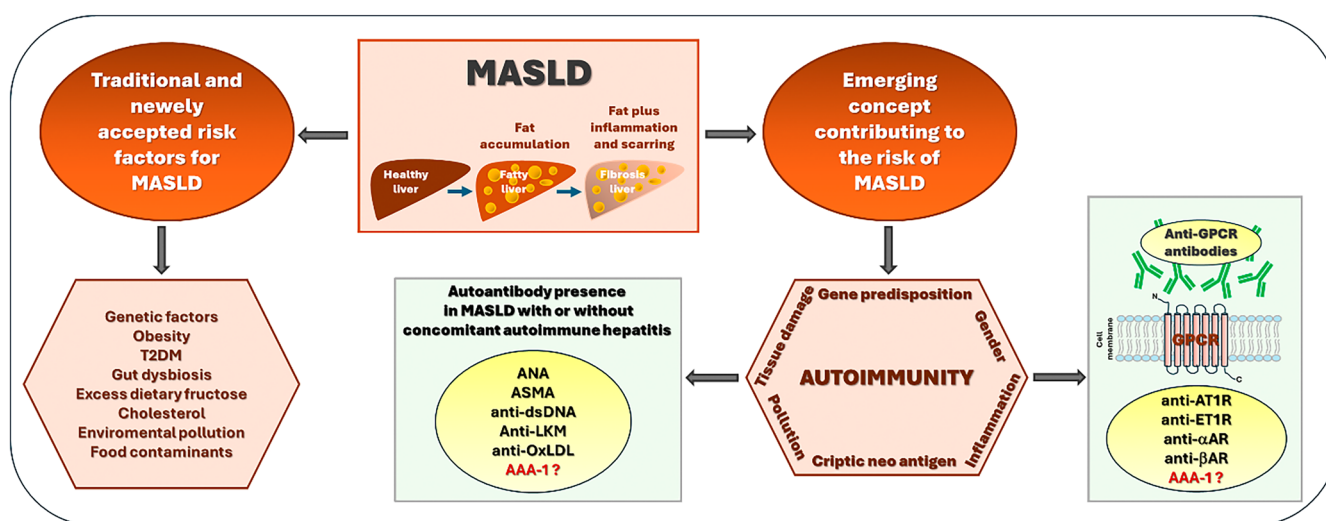 Traditional and
newly
accepted risk
factors for
MASLD
MASLD
Fat
accumulation
Fat plus
inflammation
and scarring
Healthy
liver
Fatty
liver
Fibrosis
liver
Emerging
concept
contributing to
the risk of
MASLD
Genetic factors
Obesity
T2DM
Gut dysbiosis
Excess dietary fructose
Cholesterol
Enviromental pollution
Food contaminants
Autoantibody presence
in MASLD with or without
concomitant autoimmune hepatitis
ANA
ASMA
anti-dsDNA
Anti-LKM
anti-OxLDL
AAA-1?
Gene predisposition
Tissue damage
Gender
AUTOIMMUNITY
Pollution
Inflammation
Criptic neo antigen
Anti-GPCR
antibodies
N
Cell
membrane
GPCR
C
anti-AT1R
anti-ET1R
anti-αAR
anti-βAR
AAA-1?